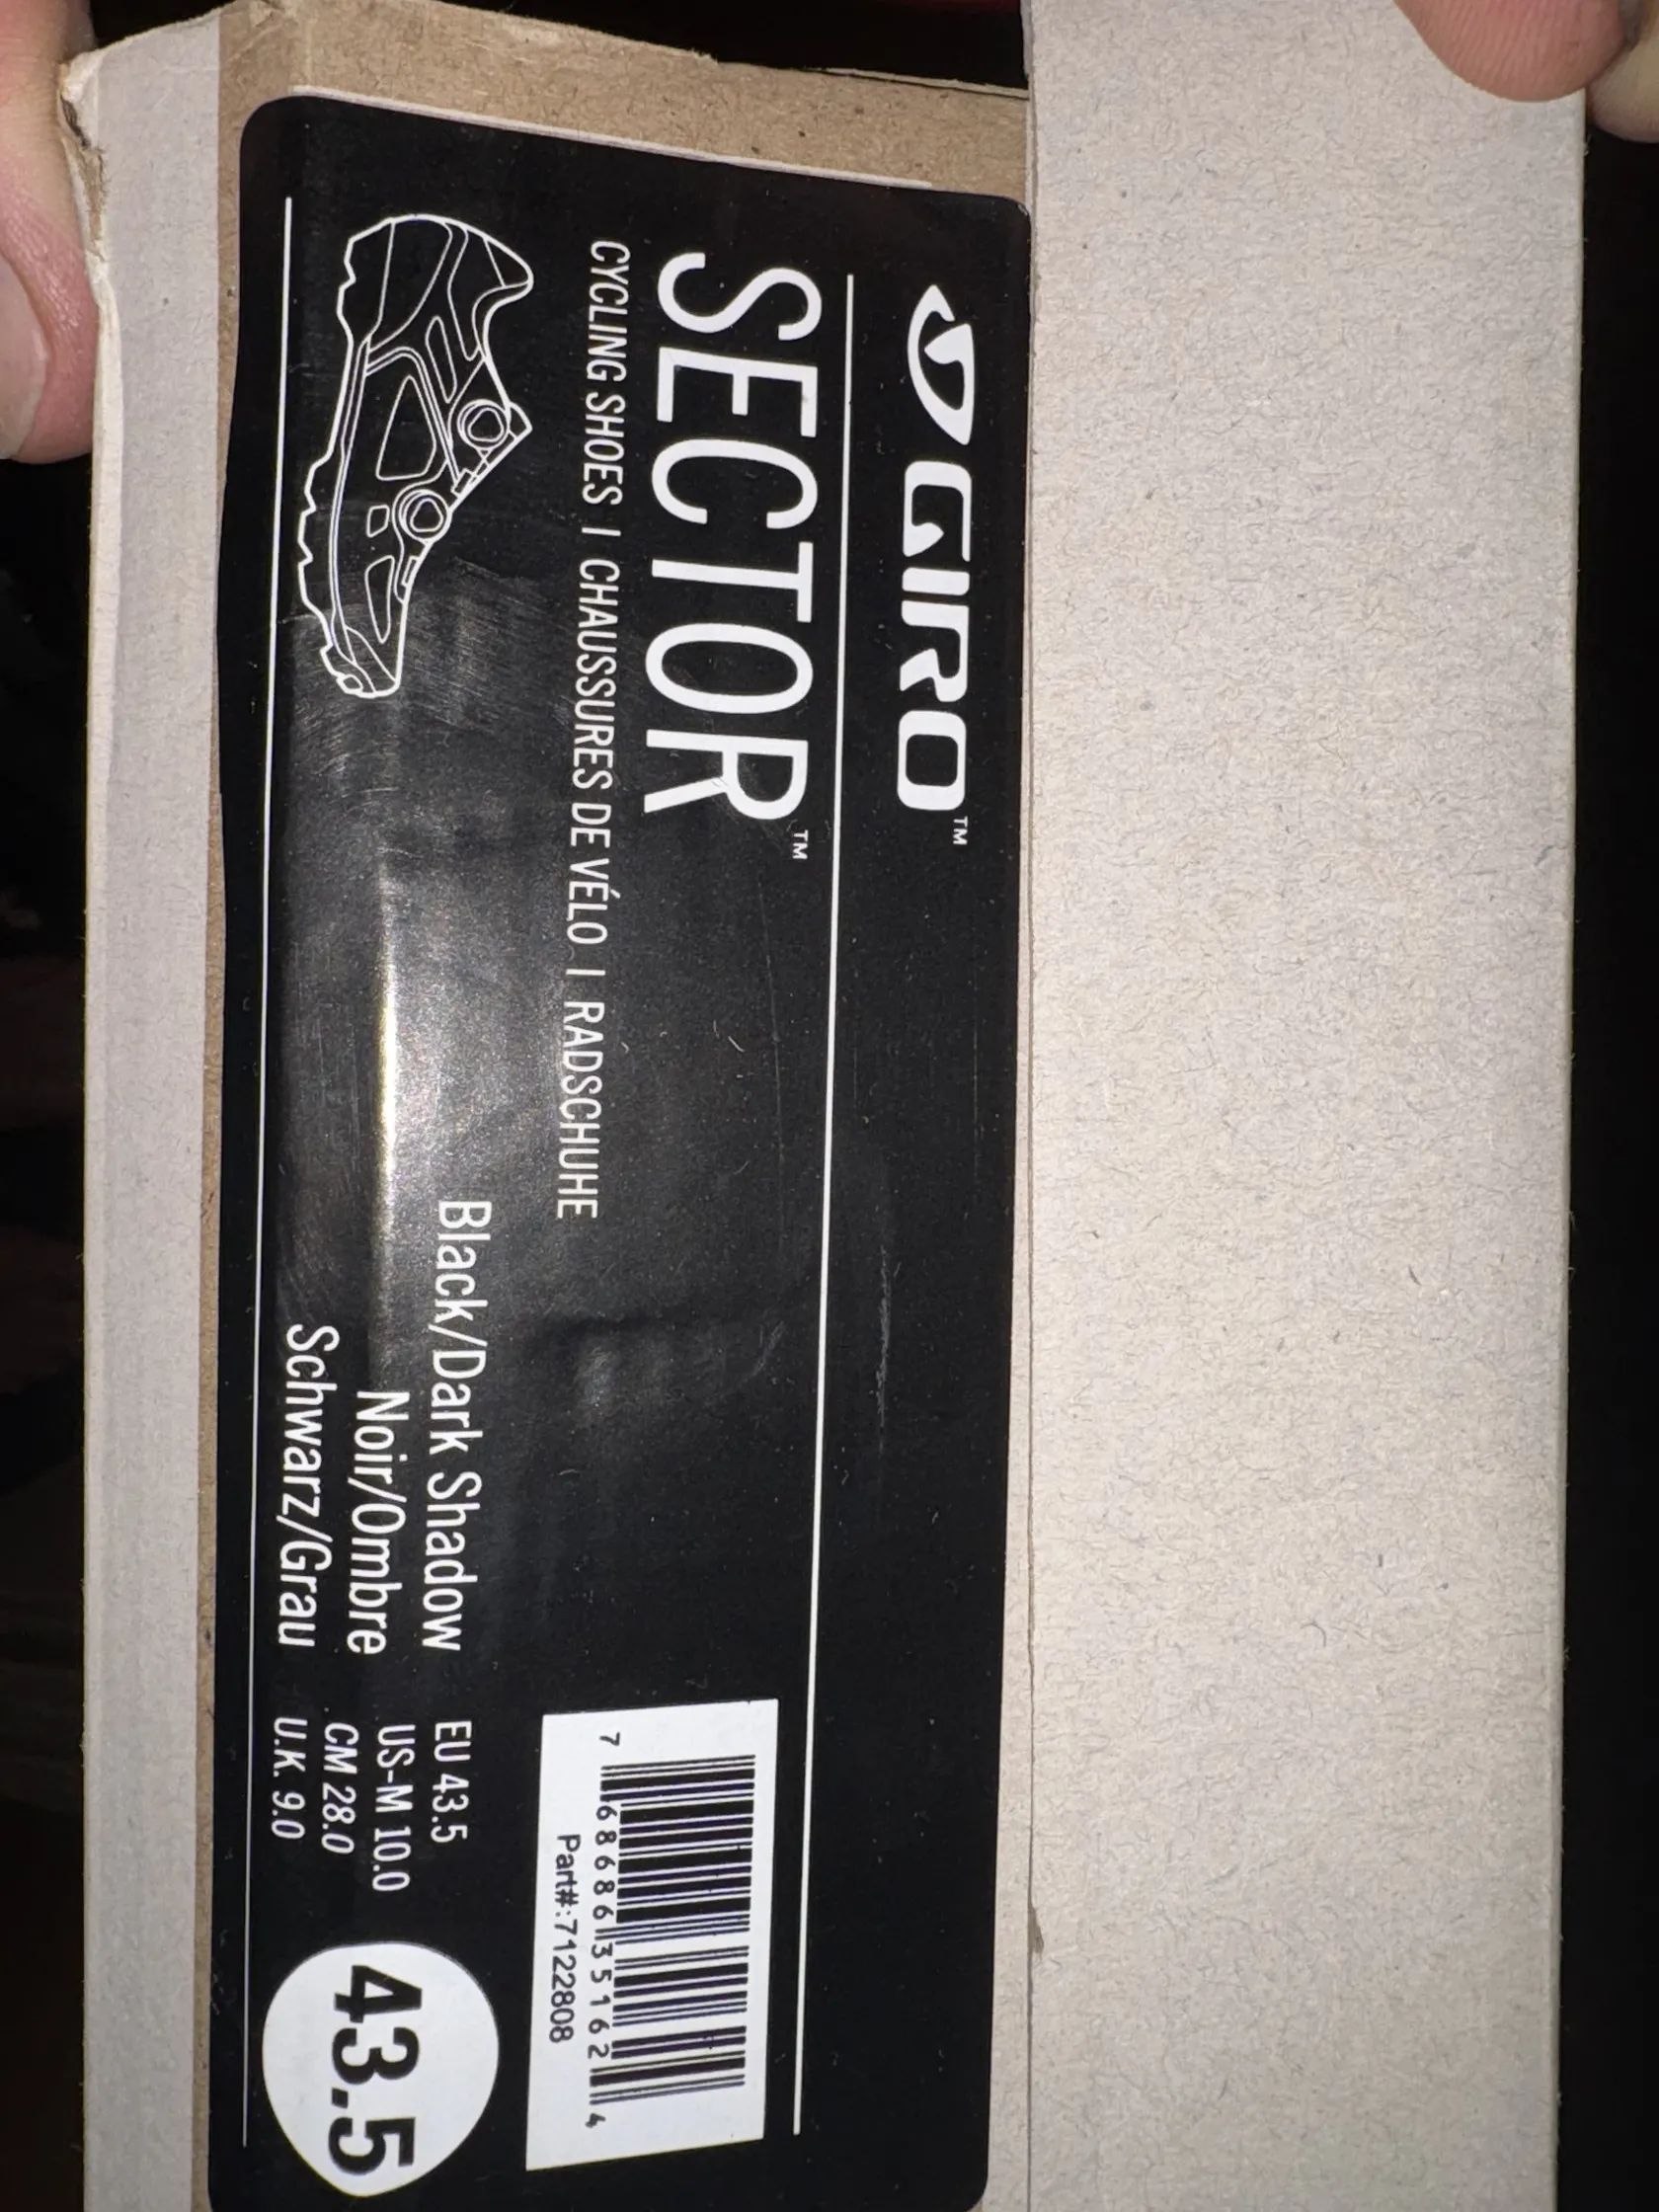 GIRO™
SECTOR™
CYCLING SHOES | CHAUSSURES DE VÉLO | RADSCHUHE
7 68686 35162 4
Part#:7122808
Black/Dark Shadow
Noir/Ombre
Schwarz/Grau
EU 43.5
US-M 10.0
CM 28.0
U.K. 9.0
43.5